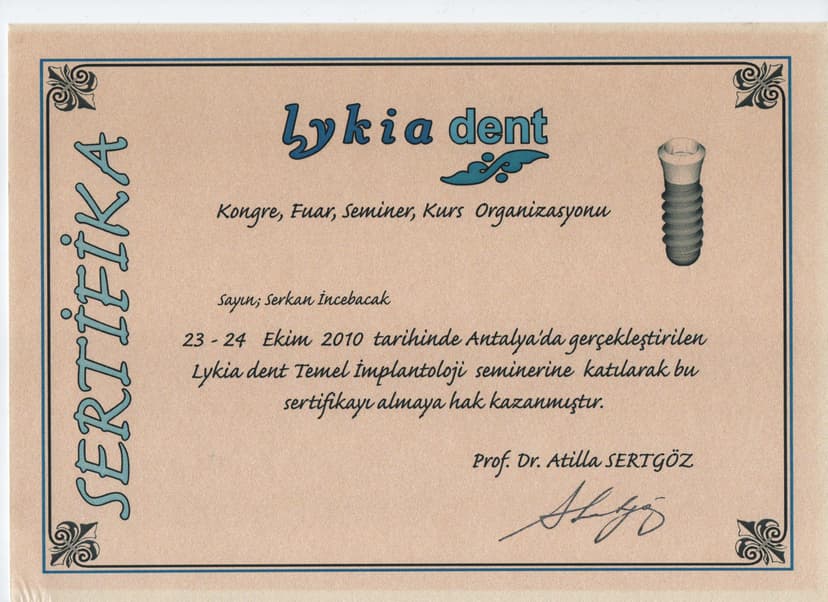 SERTİFİKA
Lykia dent
Kongre, Fuar, Seminer, Kurs Organizasyonu
Sayın; Serkan İncebacak
23 - 24 Ekim 2010 tarihinde Antalya'da gerçekleştirilen
Lykia dent Temel İmplantoloji seminerine katılarak bu
sertifikayı almaya hak kazanmıştır.
Prof. Dr. Atilla SERTGÖZ